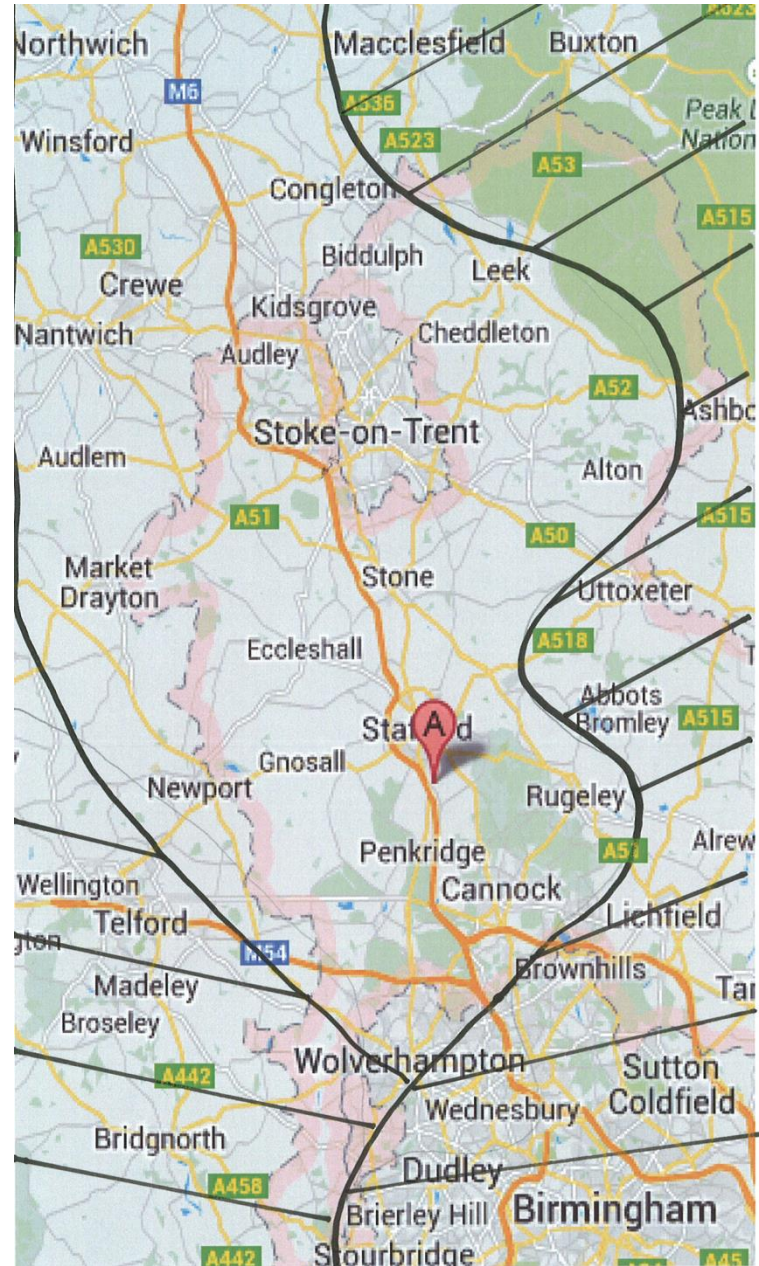 A523
Northwich
Macclesfield
Buxton
M6
A536
Peak
Nation
Winsford
A523
A53
Congleton
A515
A530
Biddulph
Leek
Crewe
Kidsgrove
Nantwich
Cheddleton
Audley
A52
Ashbo
Stoke-on-Trent
Audlem
Alton
A51
A515
A50
Market
Drayton
Stone
Uttoxeter
A518
Eccleshall
Abbots
Bromley
A515
A
Gnosall
Newport
Rugeley
Penkridge
A51
Alrew
Wellington
Cannock
Telford
Lichfield
gton
M54
Brownhills
Madeley
Tar
Broseley
Wolverhampton
Sutton
Coldfield
A442
Wednesbury
Bridgnorth
Dudley
A458
Brierley Hill
Birmingham
A442
Stourbridge
A45